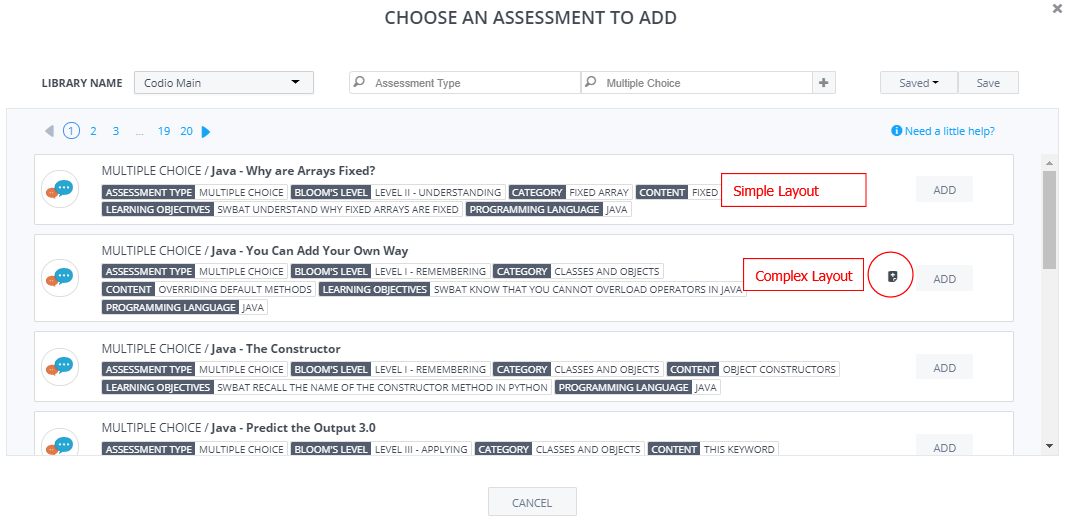 CHOOSE AN ASSESSMENT TO ADD
LIBRARY NAME Codio Main Assessment Type Multiple Choice + Saved Save
1 2 3 ... 19 20 Need a little help?
MULTIPLE CHOICE / Java - Why are Arrays Fixed?
ASSESSMENT TYPE MULTIPLE CHOICE BLOOM'S LEVEL LEVEL II - UNDERSTANDING CATEGORY FIXED ARRAY CONTENT FIXED Simple Layout ADD
LEARNING OBJECTIVES SWBAT UNDERSTAND WHY FIXED ARRAYS ARE FIXED PROGRAMMING LANGUAGE JAVA
MULTIPLE CHOICE / Java - You Can Add Your Own Way
ASSESSMENT TYPE MULTIPLE CHOICE BLOOM'S LEVEL LEVEL I - REMEMBERING CATEGORY CLASSES AND OBJECTS Complex Layout ADD
CONTENT OVERRIDING DEFAULT METHODS LEARNING OBJECTIVES SWBAT KNOW THAT YOU CANNOT OVERLOAD OPERATORS IN JAVA
PROGRAMMING LANGUAGE JAVA
MULTIPLE CHOICE / Java - The Constructor
ASSESSMENT TYPE MULTIPLE CHOICE BLOOM'S LEVEL LEVEL I - REMEMBERING CATEGORY CLASSES AND OBJECTS CONTENT OBJECT CONSTRUCTORS ADD
LEARNING OBJECTIVES SWBAT RECALL THE NAME OF THE CONSTRUCTOR METHOD IN PYTHON PROGRAMMING LANGUAGE JAVA
MULTIPLE CHOICE / Java - Predict the Output 3.0
ASSESSMENT TYPE MULTIPLE CHOICE BLOOM'S LEVEL LEVEL III - APPLYING CATEGORY CLASSES AND OBJECTS CONTENT THIS KEYWORD ADD
CANCEL